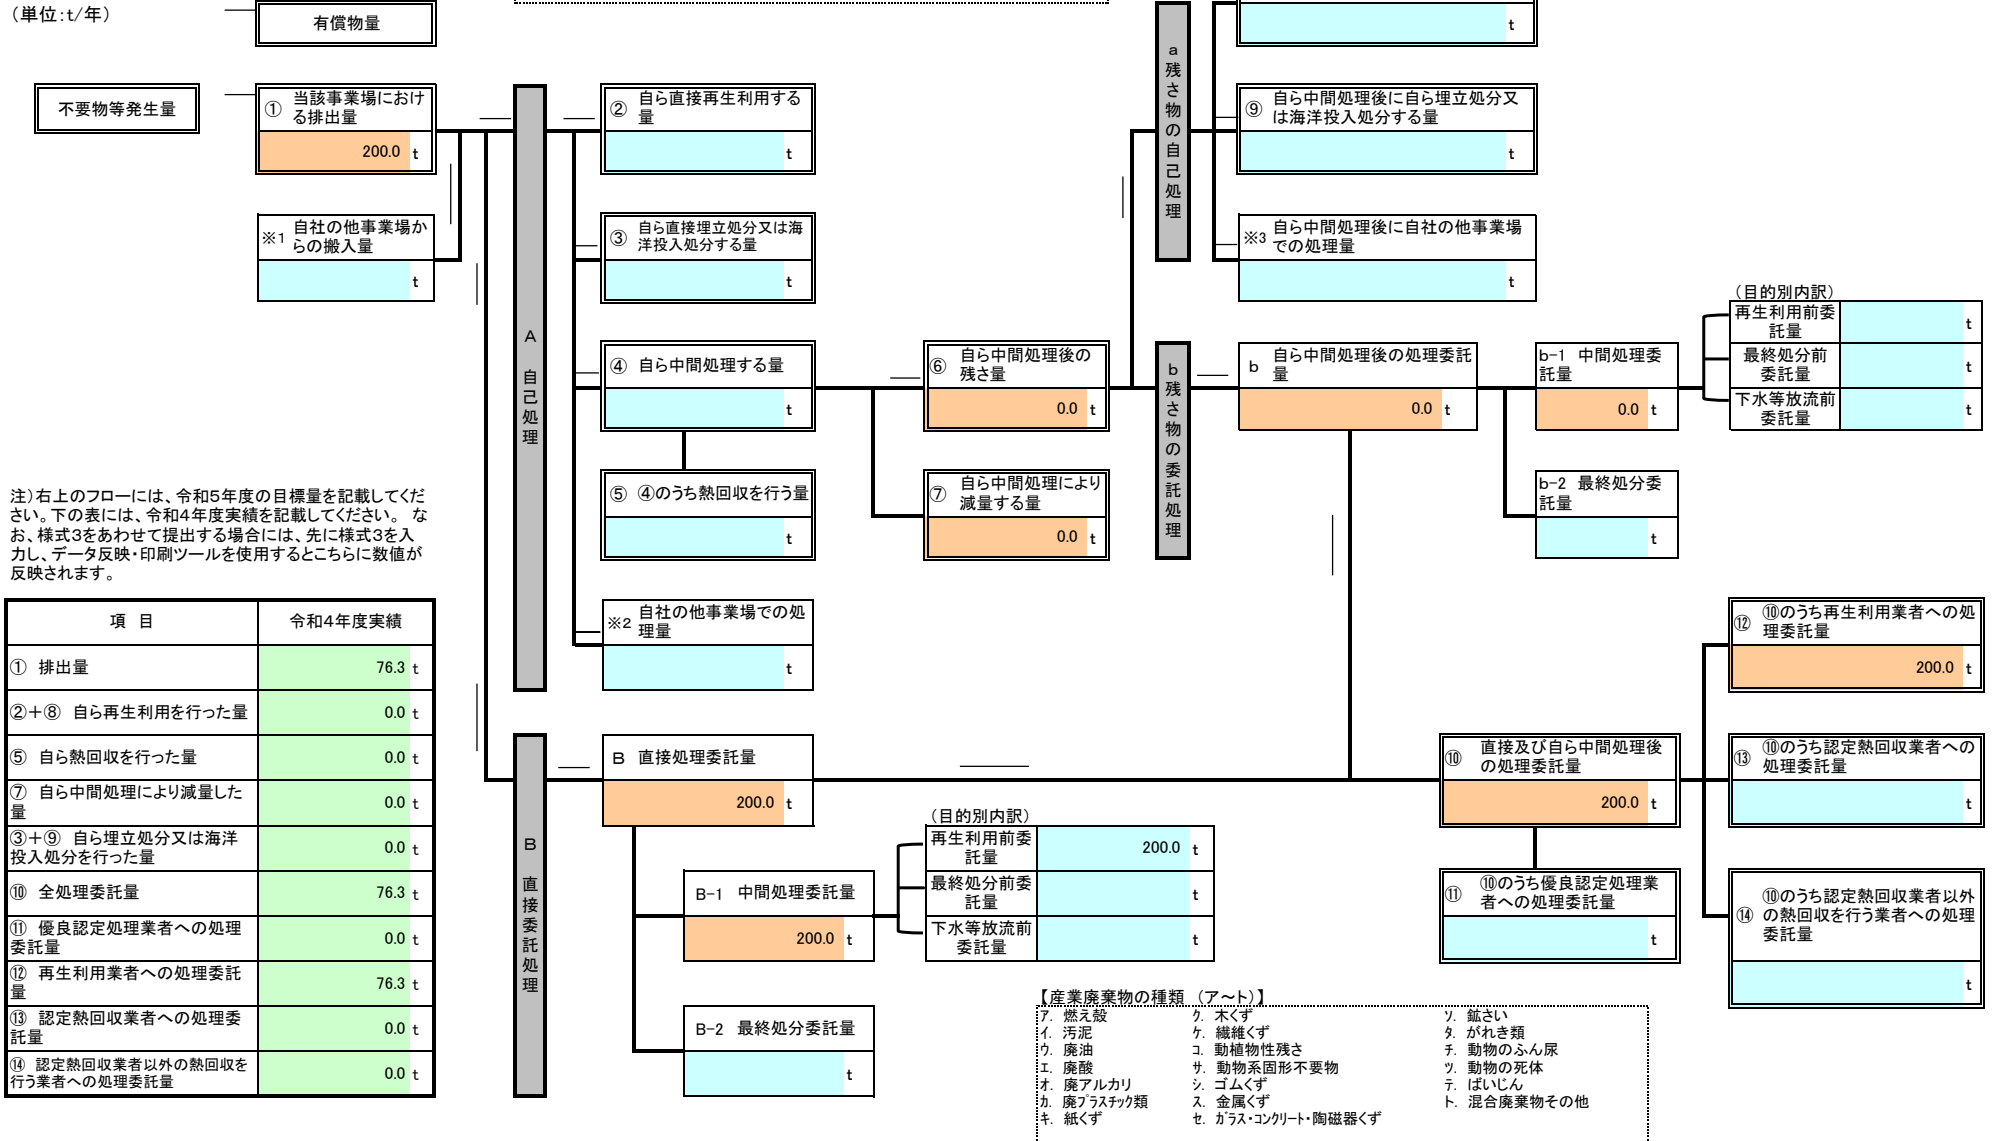 （単位：t/年）
有償物量
t
不要物等発生量
① 当該事業場におけ
る排出量
200.0 t
※1 自社の他事業場か
らの搬入量
t
A 自己処理
② 自ら直接再生利用する
量
t
③ 自ら直接埋立処分又は海
洋投入処分する量
t
④ 自ら中間処理する量
t
⑤ ④のうち熱回収を行う量
t
※2 自社の他事業場での処
理量
t
⑥ 自ら中間処理後の
残さ量
0.0 t
⑦ 自ら中間処理により
減量する量
0.0 t
a 残さ物の自己処理
⑨ 自ら中間処理後に自ら埋立処分又
は海洋投入処分する量
t
※3 自ら中間処理後に自社の他事業場
での処理量
t
b 残さ物の委託処理
b 自ら中間処理後の処理委託
量
0.0 t
b-1 中間処理委
託量
0.0 t
b-2 最終処分委
託量
t
（目的別内訳）
再生利用前委
託量
t
最終処分前
委託量
t
下水等放流前
委託量
t
注）右上のフローには、令和５年度の目標量を記載してくだ
さい。下の表には、令和４年度実績を記載してください。 な
お、様式３をあわせて提出する場合には、先に様式３を入
力し、データ反映・印刷ツールを使用するとこちらに数値が
反映されます。
項 目 令和４年度実績
① 排出量 76.3 t
②＋⑧ 自ら再生利用を行った量 0.0 t
⑤ 自ら熱回収を行った量 0.0 t
⑦ 自ら中間処理により減量した
量 0.0 t
③＋⑨ 自ら埋立処分又は海洋
投入処分を行った量 0.0 t
⑩ 全処理委託量 76.3 t
⑪ 優良認定処理業者への処理
委託量 0.0 t
⑫ 再生利用業者への処理委託
量 76.3 t
⑬ 認定熱回収業者への処理委
託量 0.0 t
⑭ 認定熱回収業者以外の熱回収を
行う業者への処理委託量 0.0 t
B 直接委託処理
B 直接処理委託量
200.0 t
B-1 中間処理委託量
200.0 t
B-2 最終処分委託量
t
（目的別内訳）
再生利用前委
託量
200.0 t
最終処分前委
託量
t
下水等放流前
委託量
t
⑩ 直接及び自ら中間処理後
の処理委託量
200.0 t
⑪ ⑩のうち優良認定処理業
者への処理委託量
t
⑫ ⑩のうち再生利用業者への処
理委託量
200.0 t
⑬ ⑩のうち認定熱回収業者への
処理委託量
t
⑭ ⑩のうち認定熱回収業者以外
の熱回収を行う業者への処理
委託量
t
【産業廃棄物の種類 （ア～ト）】
ア. 燃え殻 ク. 木くず ソ. 鉱さい
イ. 汚泥 ケ. 繊維くず タ. がれき類
ウ. 廃油 コ. 動植物性残さ チ. 動物のふん尿
エ. 廃酸 サ. 動物系固形不要物 ツ. 動物の死体
オ. 廃アルカリ シ. ゴムくず テ. ばいじん
カ. 廃プラスチック類 ス. 金属くず ト. 混合廃棄物その他
キ. 紙くず セ. ガラス・コンクリート・陶磁器くず